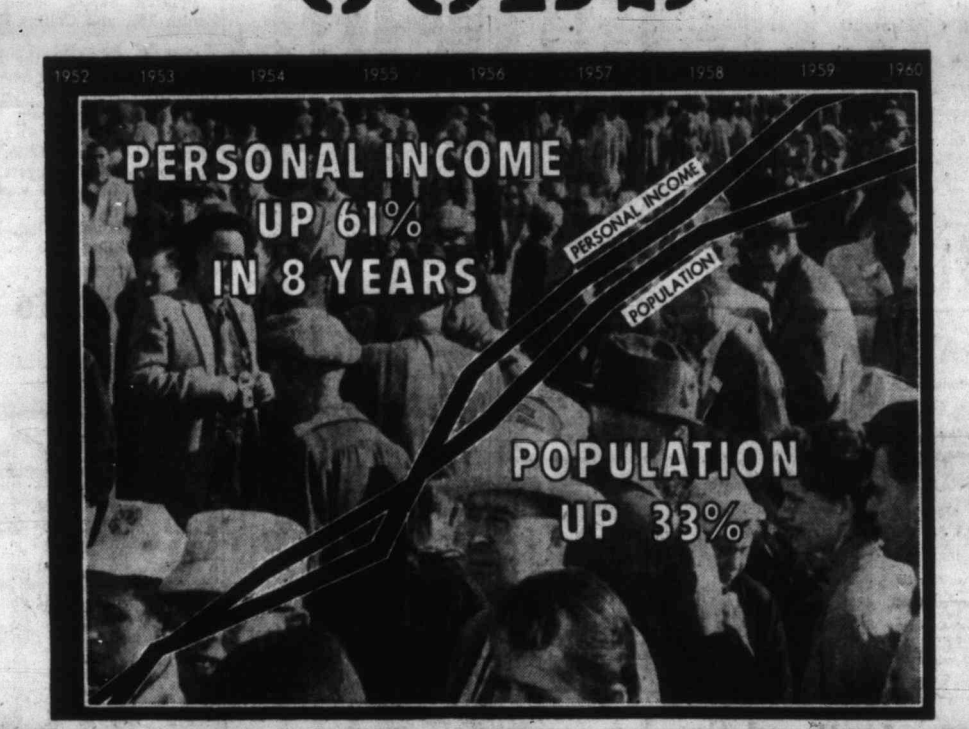 1952 1953 1954 1955 1956 1957 1958 1959 1960
PERSONAL INCOME
UP 61%
IN 8 YEARS
PERSONAL INCOME
POPULATION
POPULATION
UP 33%